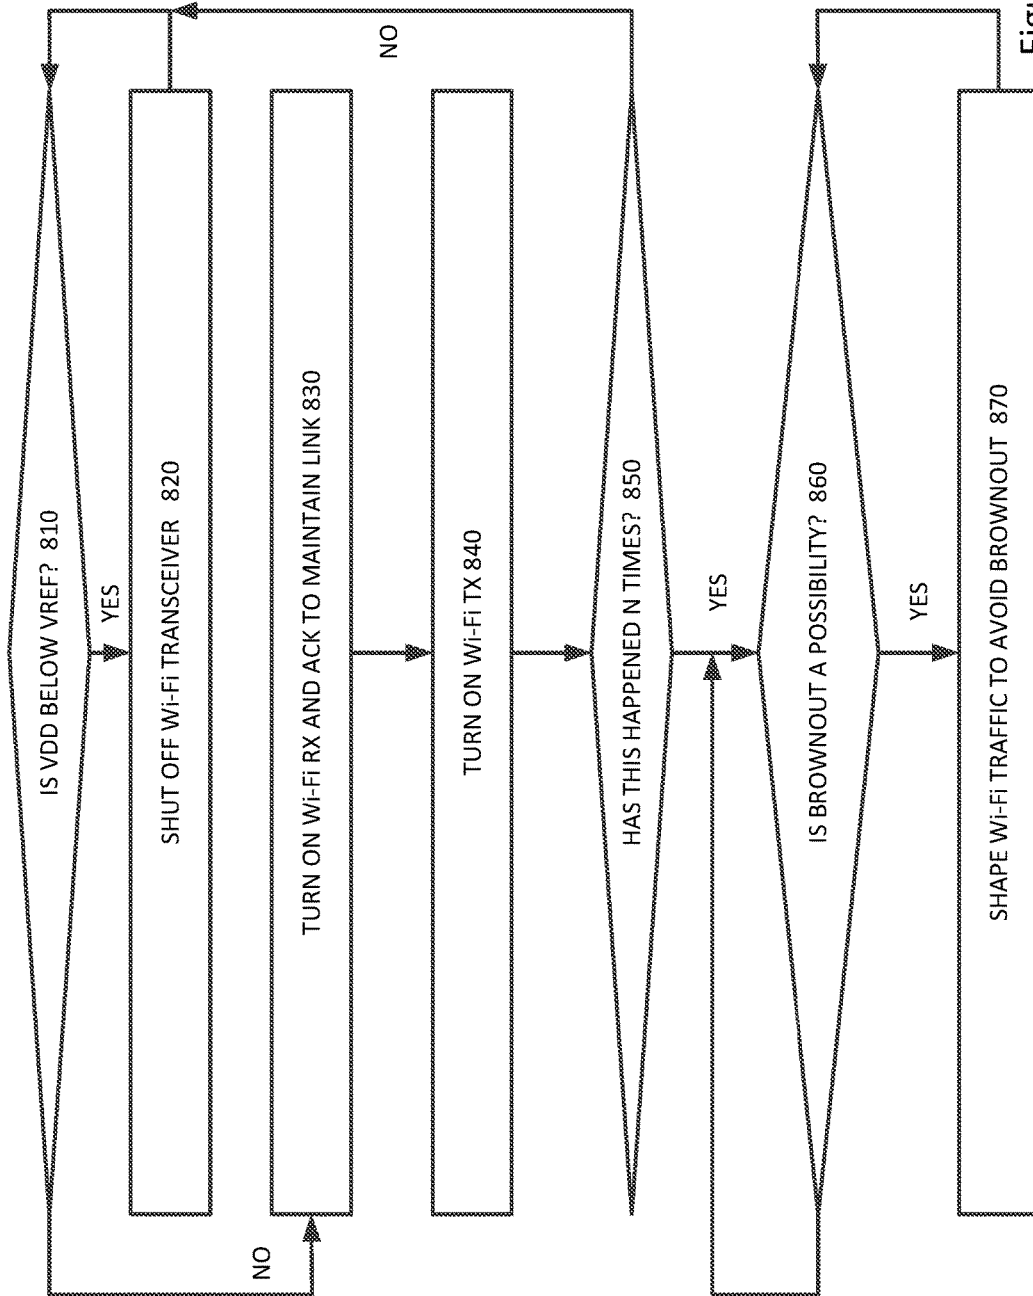 IS VDD BELOW VREF? 810
YES
SHUT OFF Wi-Fi TRANSCEIVER 820
NO
TURN ON Wi-Fi RX AND ACK TO MAINTAIN LINK 830
TURN ON Wi-Fi TX 840
HAS THIS HAPPENED N TIMES? 850
NO
YES
IS BROWNOUT A POSSIBILITY? 860
YES
SHAPE Wi-Fi TRAFFIC TO AVOID BROWNOUT 870